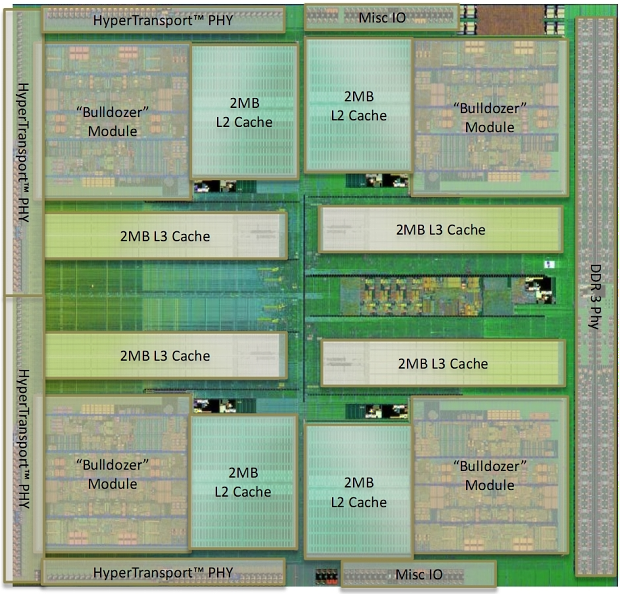 HyperTransport™ PHY
Misc IO
HyperTransport™ PHY
"Bulldozer"
Module
2MB
L2 Cache
2MB
L2 Cache
"Bulldozer"
Module
2MB L3 Cache
2MB L3 Cache
DDR 3 Phy
2MB L3 Cache
2MB L3 Cache
HyperTransport™ PHY
"Bulldozer"
Module
2MB
L2 Cache
2MB
L2 Cache
"Bulldozer"
Module
HyperTransport™ PHY
Misc IO